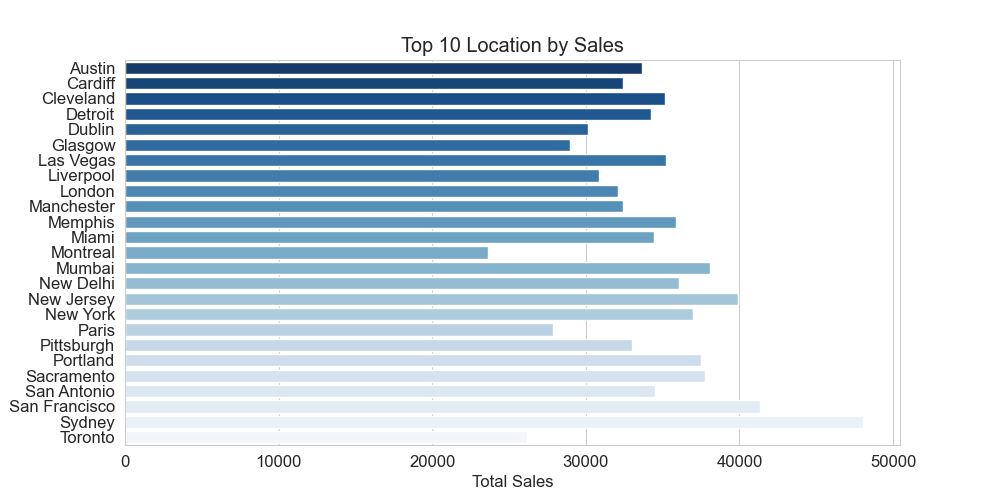 Top 10 Location by Sales
Austin
Cardiff
Cleveland
Detroit
Dublin
Glasgow
Las Vegas
Liverpool
London
Manchester
Memphis
Miami
Montreal
Mumbai
New Delhi
New Jersey
New York
Paris
Pittsburgh
Portland
Sacramento
San Antonio
San Francisco
Sydney
Toronto
0 10000 20000 30000 40000 50000
Total Sales